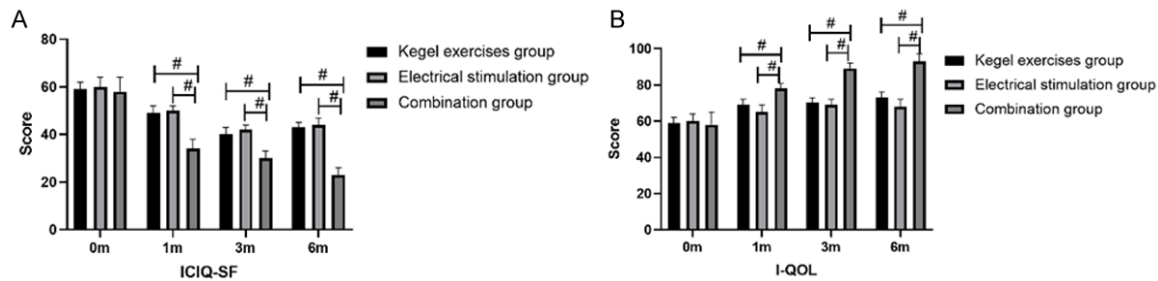 A
80
60
40
20
0
Score
0m 1m 3m 6m
ICIQ-SF
# # #
# # #
Kegel exercises group
Electrical stimulation group
Combination group
B
100
80
60
40
20
0
Score
0m 1m 3m 6m
I-QOL
# # #
# # #
Kegel exercises group
Electrical stimulation group
Combination group